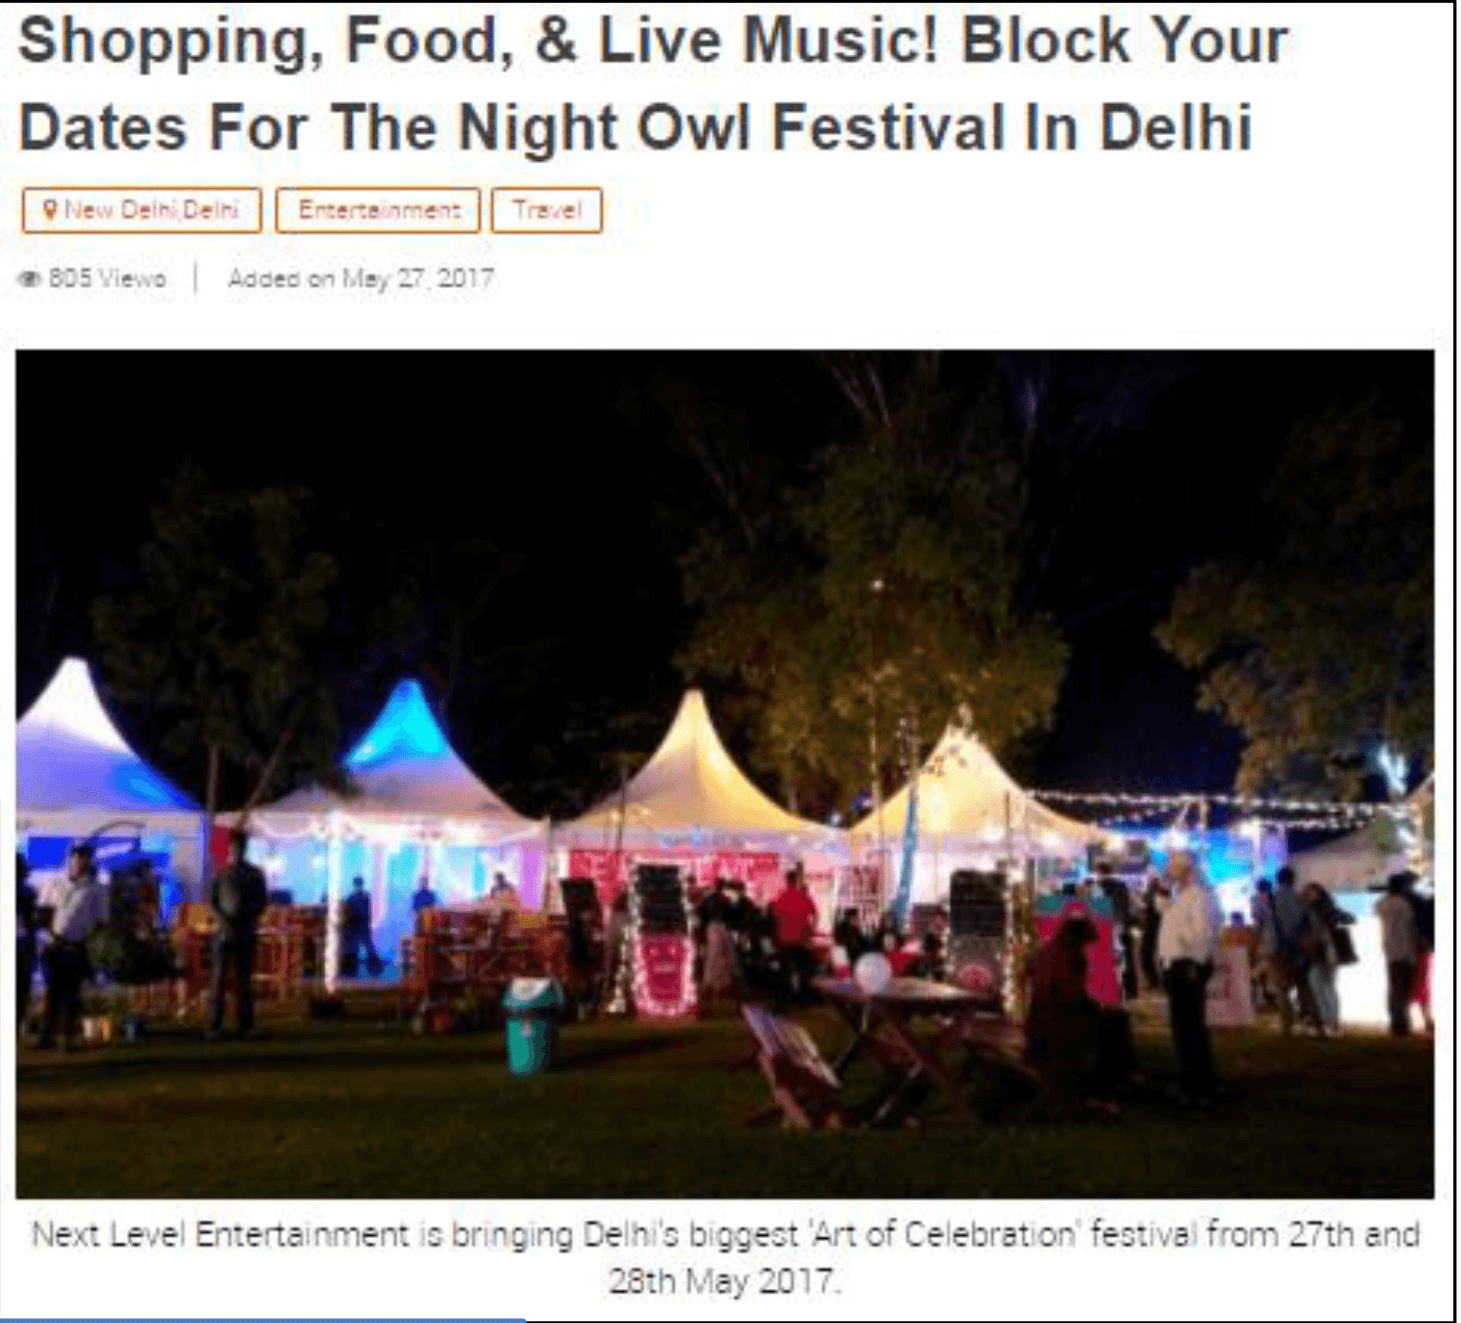 Shopping, Food, & Live Music! Block Your
Dates For The Night Owl Festival In Delhi
New Delhi,Delhi Entertainment Travel
805 Views | Added on May 27, 2017
Next Level Entertainment is bringing Delhi's biggest 'Art of Celebration' festival from 27th and
28th May 2017.